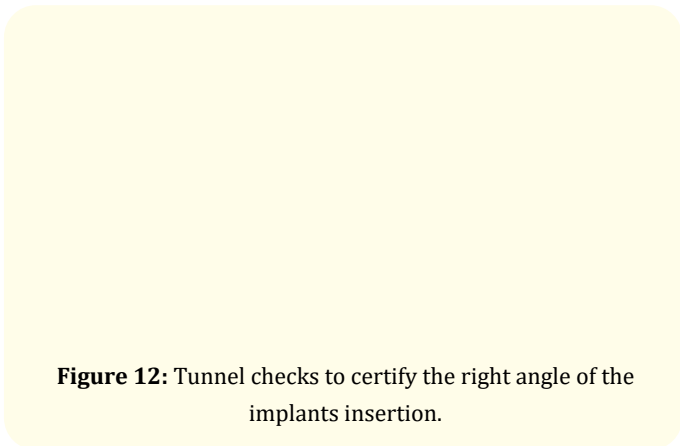 Figure 12: Tunnel checks to certify the right angle of the
implants insertion.